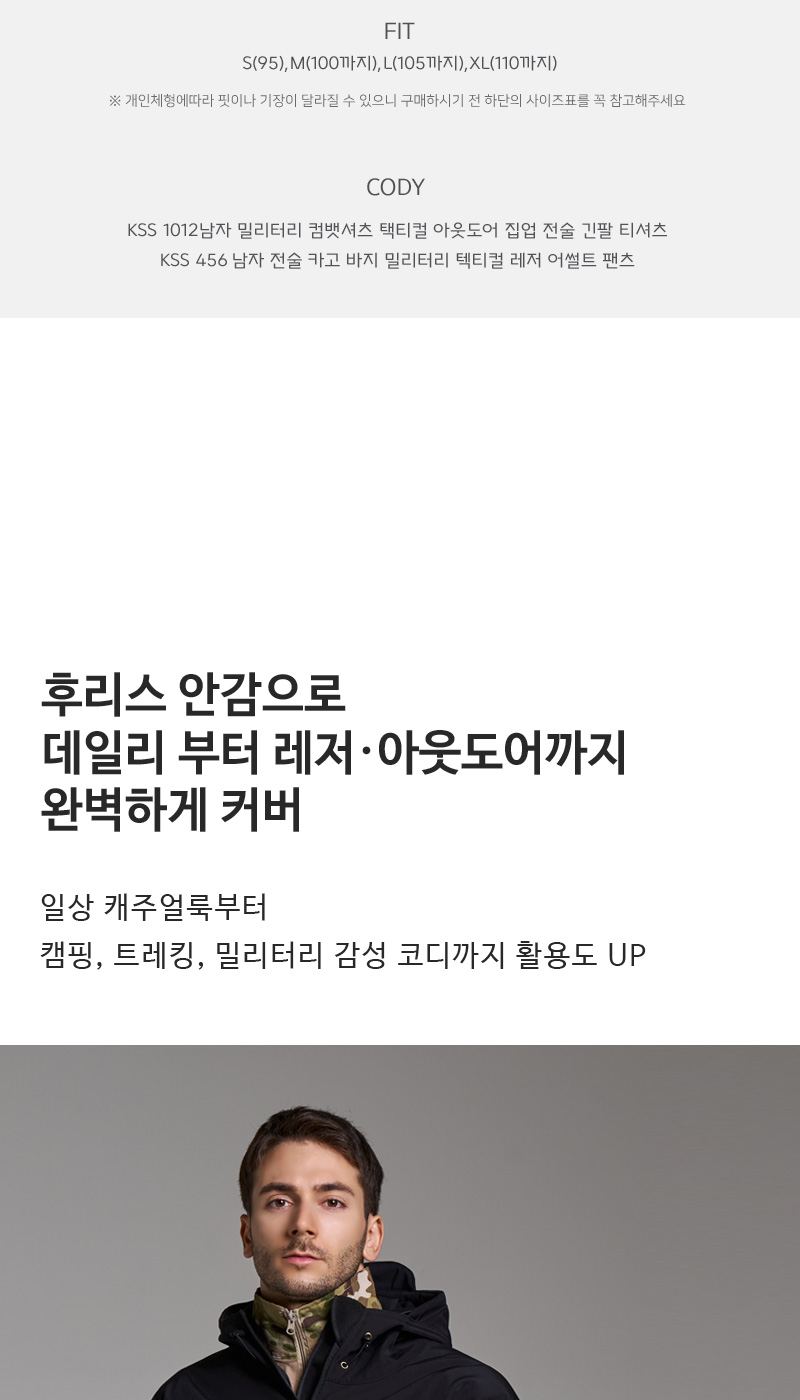 FIT
S(95),M(100까지),L(105까지),XL(110까지)
※ 개인체형에따라 핏이나 기장이 달라질 수 있으니 구매하시기 전 하단의 사이즈표를 꼭 참고해주세요
CODY
KSS 1012남자 밀리터리 컴뱃셔츠 택티컬 아웃도어 집업 전술 긴팔 티셔츠
KSS 456 남자 전술 카고 바지 밀리터리 텍티컬 레저 어썰트 팬츠
후리스 안감으로
데일리 부터 레저·아웃도어까지
완벽하게 커버
일상 캐주얼룩부터
캠핑, 트레킹, 밀리터리 감성 코디까지 활용도 UP